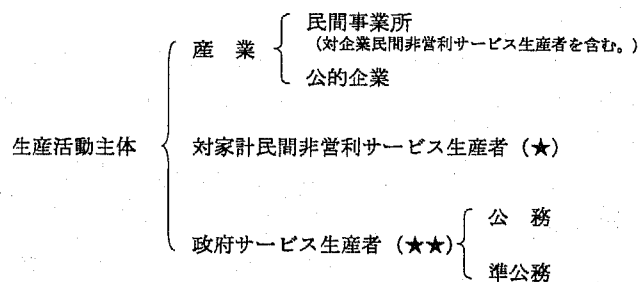 民間事業所
産　業
(対企業民間非営利サービス生産者を含む。)
公的企業
生産活動主体
対家計民間非営利サービス生産者 (★)
公　務
政府サービス生産者 (★★)
準公務